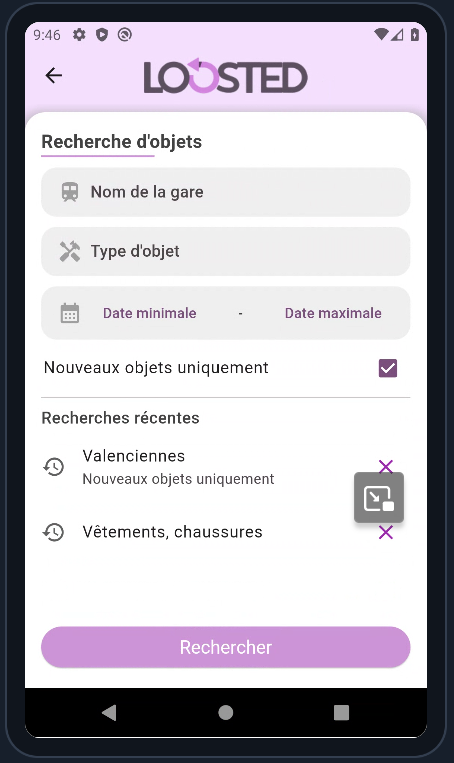 9:46
LOOSTED
Recherche d'objets
Nom de la gare
Type d'objet
Date minimale - Date maximale
Nouveaux objets uniquement
Recherches récentes
Valenciennes
Nouveaux objets uniquement
Vêtements, chaussures
Rechercher